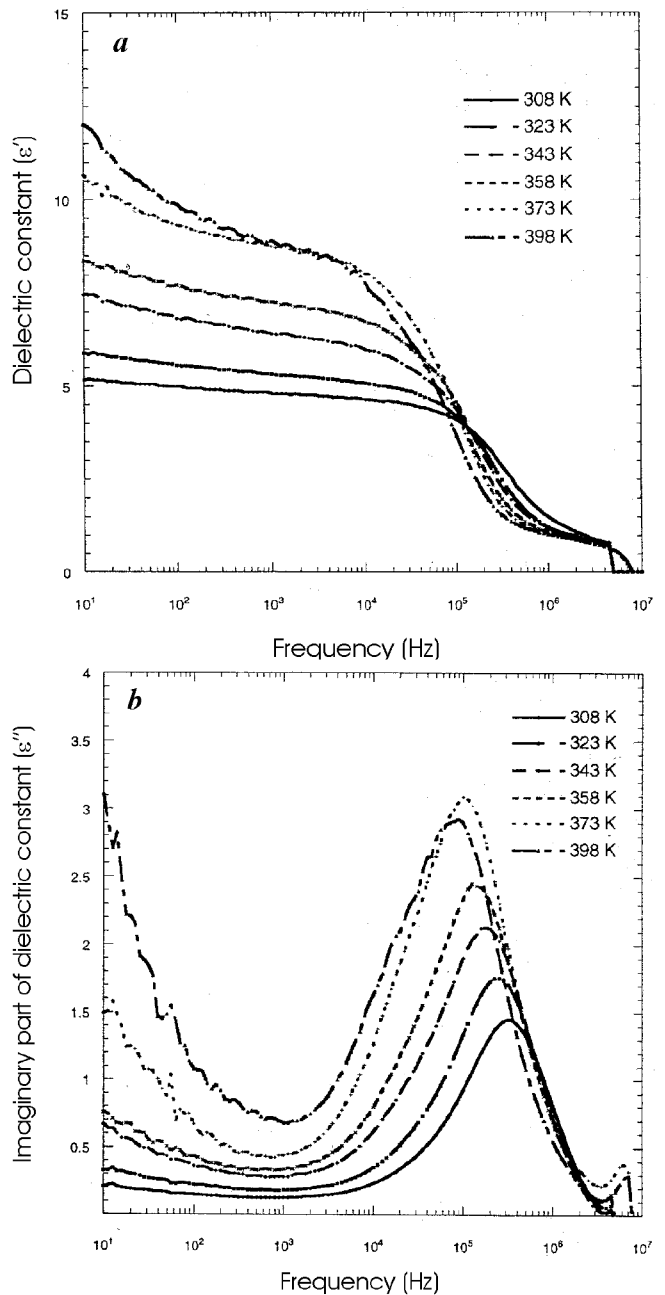 a
15
10
5
0
Dielectric constant (ε′)
308 K
323 K
343 K
358 K
373 K
398 K
10¹ 10² 10³ 10⁴ 10⁵ 10⁶ 10⁷
Frequency (Hz)
b
4
3.5
3
2.5
2
1.5
1
0.5
Imaginary part of dielectric constant (ε″)
308 K
323 K
343 K
358 K
373 K
398 K
10¹ 10² 10³ 10⁴ 10⁵ 10⁶ 10⁷
Frequency (Hz)